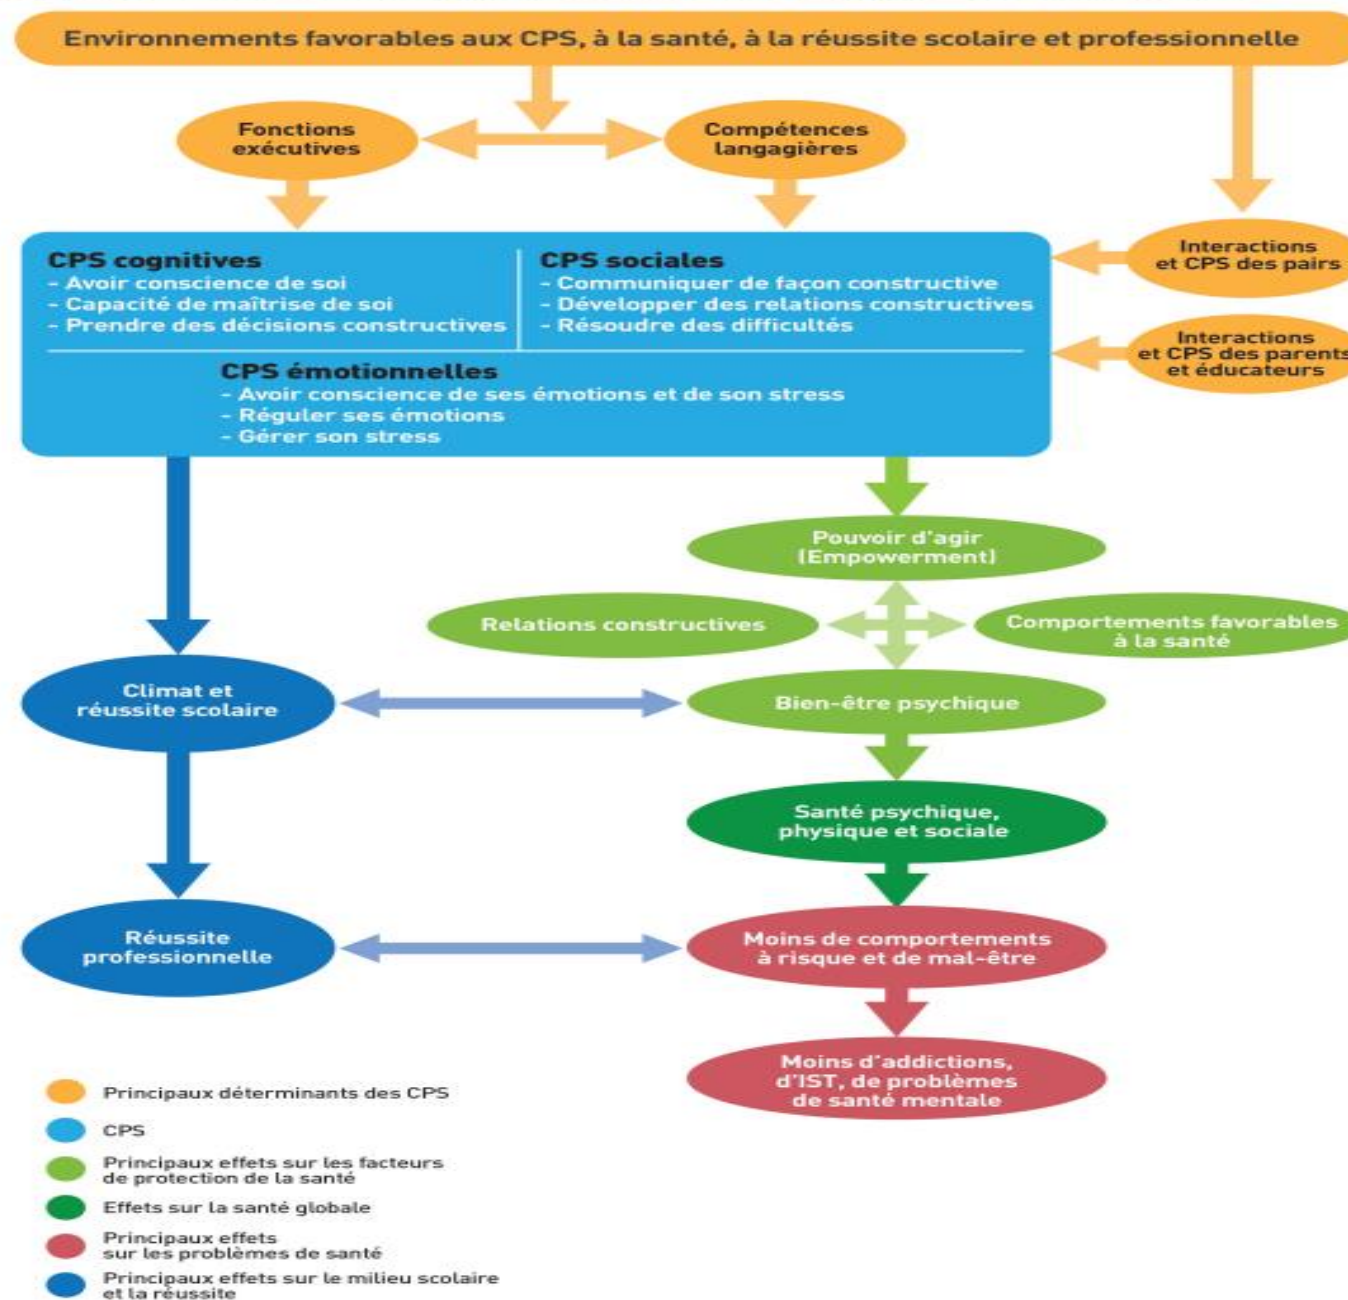 Environnements favorables aux CPS, à la santé, à la réussite scolaire et professionnelle
Fonctions
exécutives
Compétences
langagières
Interactions
et CPS des pairs
Interactions
et CPS des parents
et éducateurs
CPS cognitives
- Avoir conscience de soi
- Capacité de maîtrise de soi
- Prendre des décisions constructives
CPS sociales
- Communiquer de façon constructive
- Développer des relations constructives
- Résoudre des difficultés
CPS émotionnelles
- Avoir conscience de ses émotions et de son stress
- Réguler ses émotions
- Gérer son stress
Pouvoir d'agir
(Empowerment)
Relations constructives
Comportements favorables
à la santé
Climat et
réussite scolaire
Bien-être psychique
Santé psychique,
physique et sociale
Réussite
professionnelle
Moins de comportements
à risque et de mal-être
Moins d'addictions,
d'IST, de problèmes
de santé mentale
Principaux déterminants des CPS
CPS
Principaux effets sur les facteurs
de protection de la santé
Effets sur la santé globale
Principaux effets
sur les problèmes de santé
Principaux effets sur le milieu scolaire
et la réussite